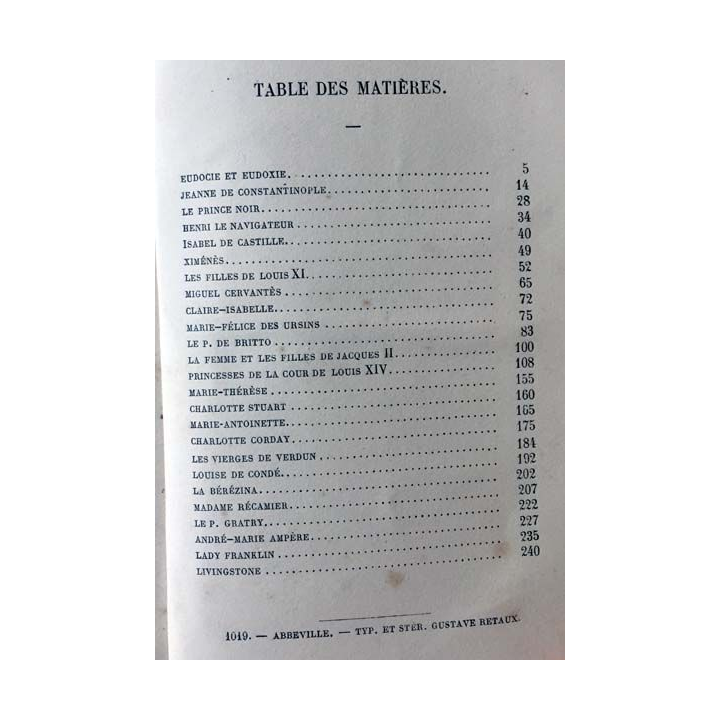 TABLE DES MATIÈRES.
EUDOCIE ET EUDOXIE. 5
JEANNE DE CONSTANTINOPLE. 14
LE PRINCE NOIR. 28
HENRI LE NAVIGATEUR 34
ISABEL DE CASTILLE. 40
XIMÉNÈS. 49
LES FILLES DE LOUIS XI. 52
MIGUEL CERVANTÈS 65
CLAIRE-ISABELLE. 72
MARIE-FÉLICE DES URSINS 75
LE P. DE BRITTO 83
LA FEMME ET LES FILLES DE JACQUES II. 100
PRINCESSES DE LA COUR DE LOUIS XIV. 108
MARIE-THÉRÈSE 155
CHARLOTTE STUART 160
MARIE-ANTOINETTE. 165
CHARLOTTE CORDAY. 175
LES VIERGES DE VERDUN 184
LOUISE DE CONDÉ. 192
LA BÉRÉZINA. 202
MADAME RÉCAMIER. 207
LE P. GRATRY. 222
ANDRÉ-MARIE AMPÈRE. 227
LADY FRANKLIN 235
LIVINGSTONE 240
1019. — ABBEVILLE. — TYP. ET STÉR. GUSTAVE RETAUX.